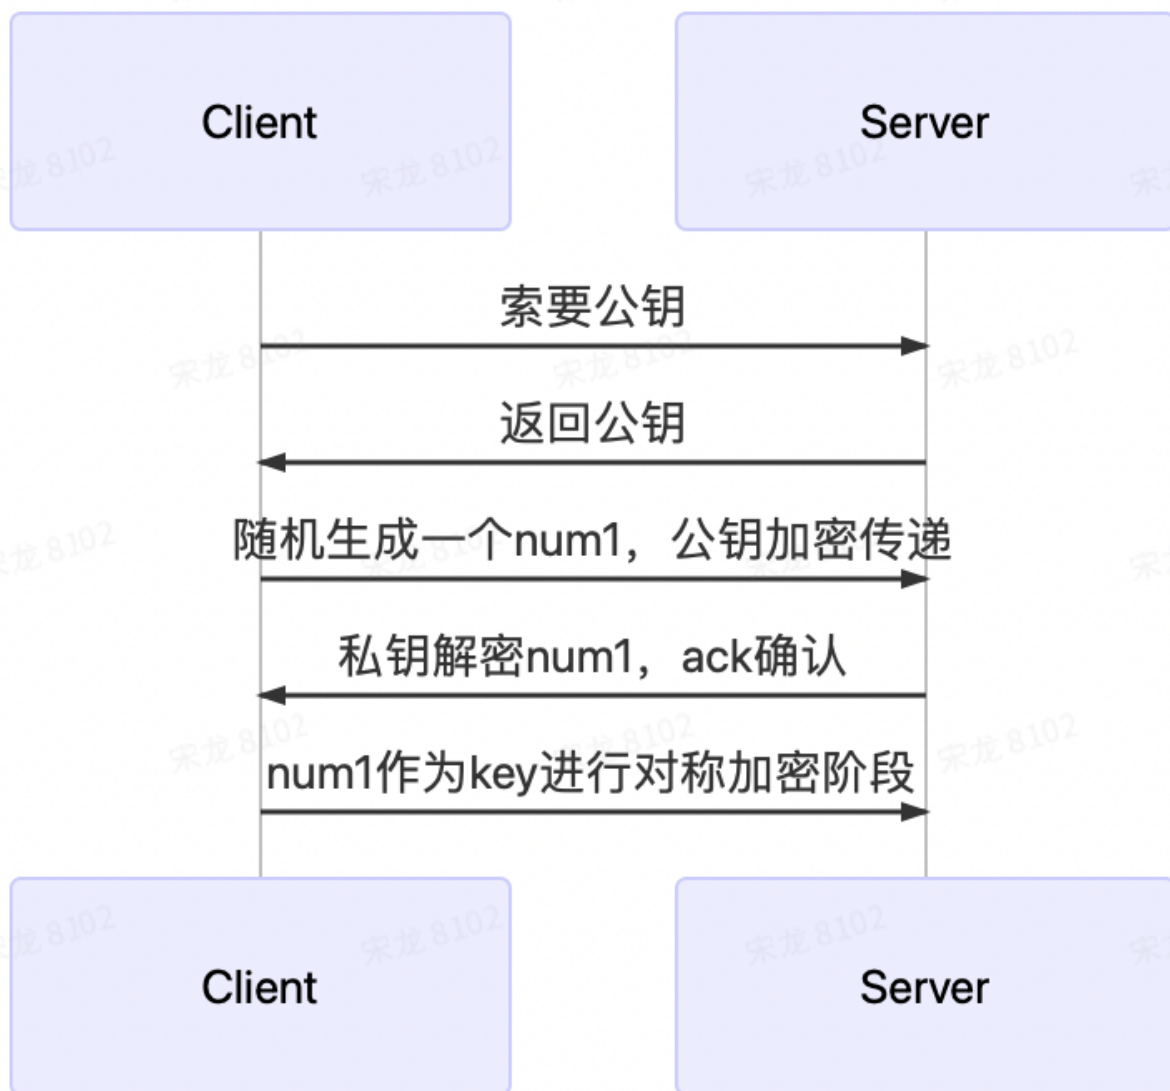 Client
Server
索要公钥
返回公钥
随机生成一个num1，公钥加密传递
私钥解密num1，ack确认
num1作为key进行对称加密阶段
Client
Server
宋龙 8102